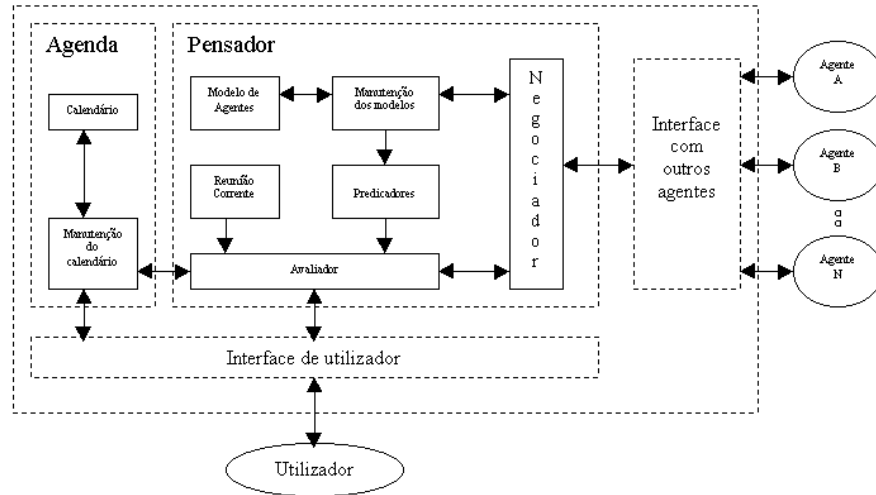 Agenda
Pensador
Calendário
Manutenção
do
calendário
Modelo de
Agentes
Manutenção
dos modelos
Reunião
Corrente
Predicadores
Avaliador
N
e
g
o
c
i
a
d
o
r
Interface
com
outros
agentes
Agente
A
Agente
B
Agente
N
Interface de utilizador
Utilizador